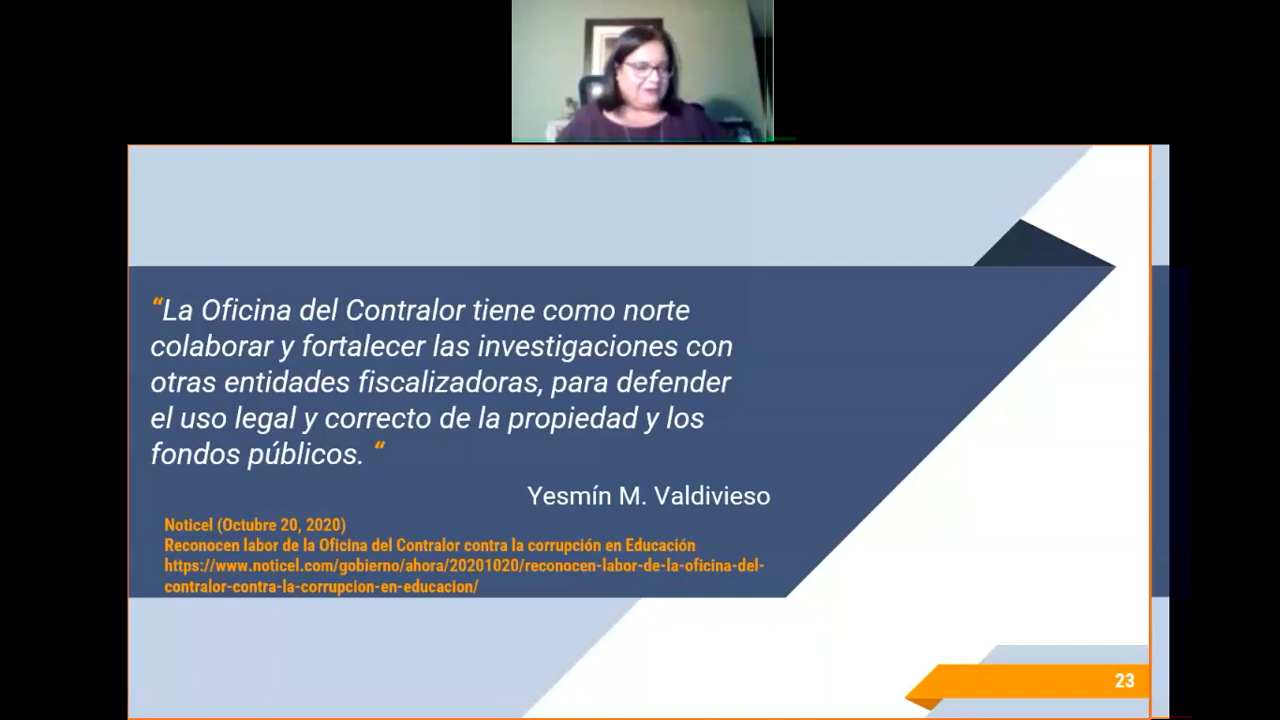 “La Oficina del Contralor tiene como norte
colaborar y fortalecer las investigaciones con
otras entidades fiscalizadoras, para defender
el uso legal y correcto de la propiedad y los
fondos públicos. “
Yesmín M. Valdivieso
Noticel (Octubre 20, 2020)
Reconocen labor de la Oficina del Contralor contra la corrupción en Educación
https://www.noticel.com/gobierno/ahora/20201020/reconocen-labor-de-la-oficina-del-
contralor-contra-la-corrupcion-en-educacion/
23